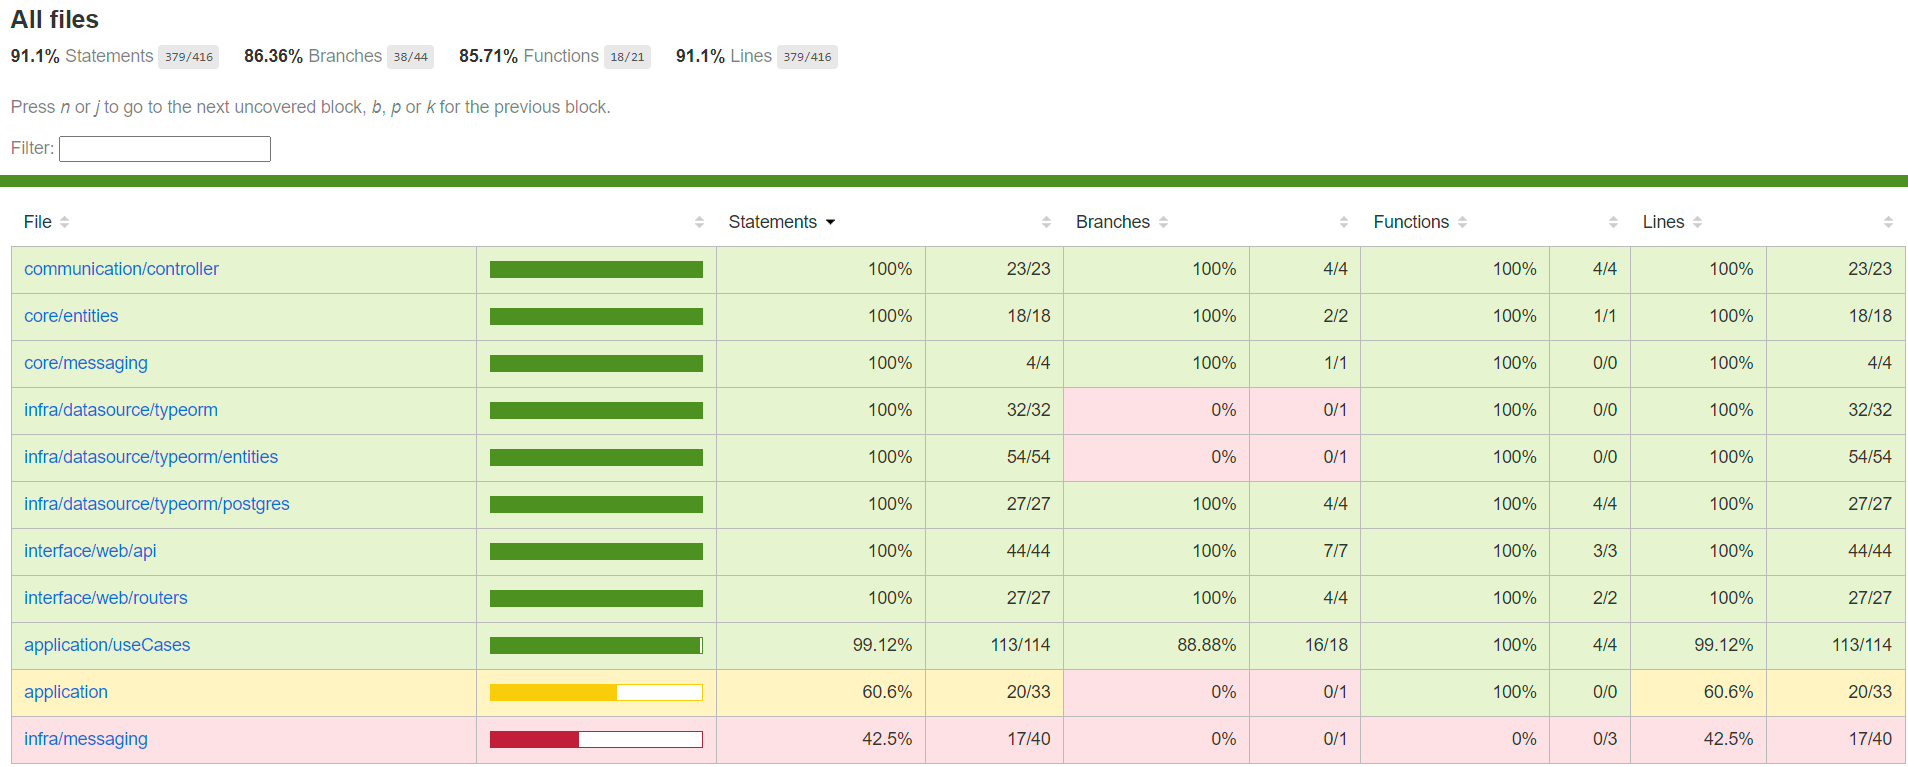 All files
91.1% Statements 379/416 86.36% Branches 38/44 85.71% Functions 18/21 91.1% Lines 379/416
Press n or j to go to the next uncovered block, b, p or k for the previous block.
Filter:
File Statements Branches Functions Lines
communication/controller 100% 23/23 100% 4/4 100% 4/4 100% 23/23
core/entities 100% 18/18 100% 2/2 100% 1/1 100% 18/18
core/messaging 100% 4/4 100% 1/1 100% 0/0 100% 4/4
infra/datasource/typeorm 100% 32/32 0% 0/1 100% 0/0 100% 32/32
infra/datasource/typeorm/entities 100% 54/54 0% 0/1 100% 0/0 100% 54/54
infra/datasource/typeorm/postgres 100% 27/27 100% 4/4 100% 4/4 100% 27/27
interface/web/api 100% 44/44 100% 7/7 100% 3/3 100% 44/44
interface/web/routers 100% 27/27 100% 4/4 100% 2/2 100% 27/27
application/useCases 99.12% 113/114 88.88% 16/18 100% 4/4 99.12% 113/114
application 60.6% 20/33 0% 0/1 100% 0/0 60.6% 20/33
infra/messaging 42.5% 17/40 0% 0/1 0% 0/3 42.5% 17/40